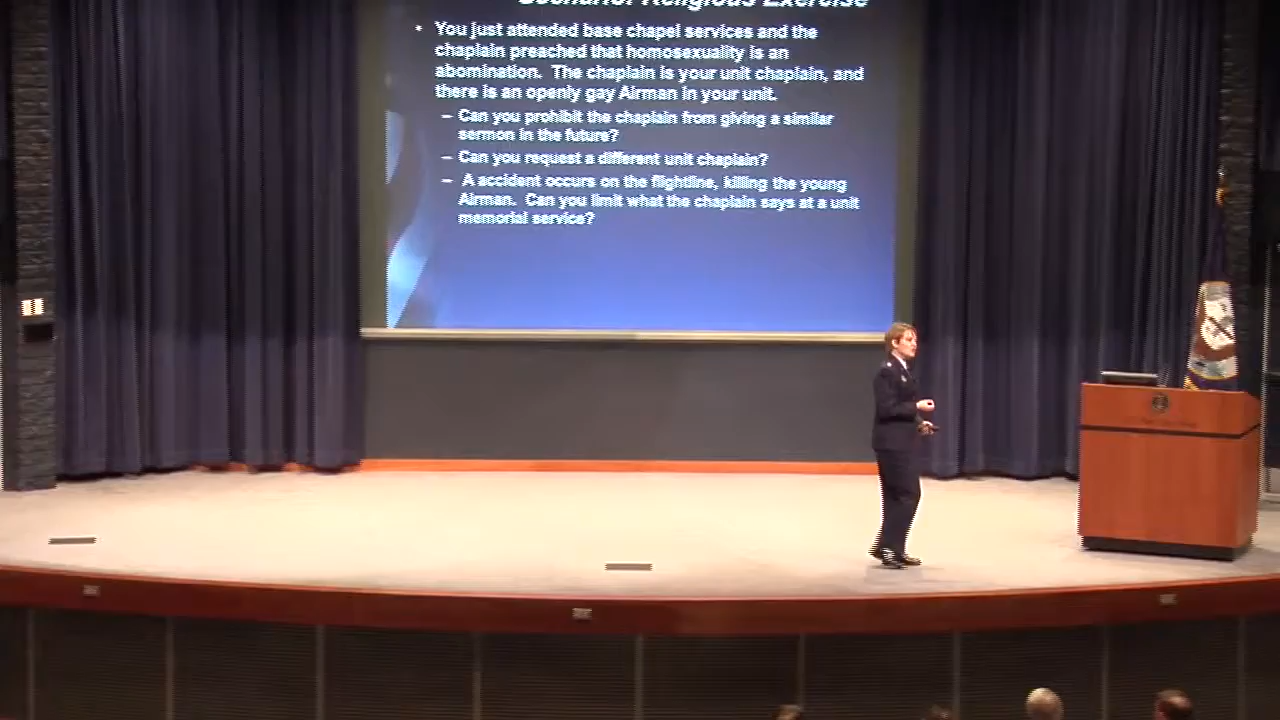 Scenario: Religious Exercise
• You just attended base chapel services and the
chaplain preached that homosexuality is an
abomination. The chaplain is your unit chaplain, and
there is an openly gay Airman in your unit.
– Can you prohibit the chaplain from giving a similar
sermon in the future?
– Can you request a different unit chaplain?
– A accident occurs on the flightline, killing the young
Airman. Can you limit what the chaplain says at a unit
memorial service?